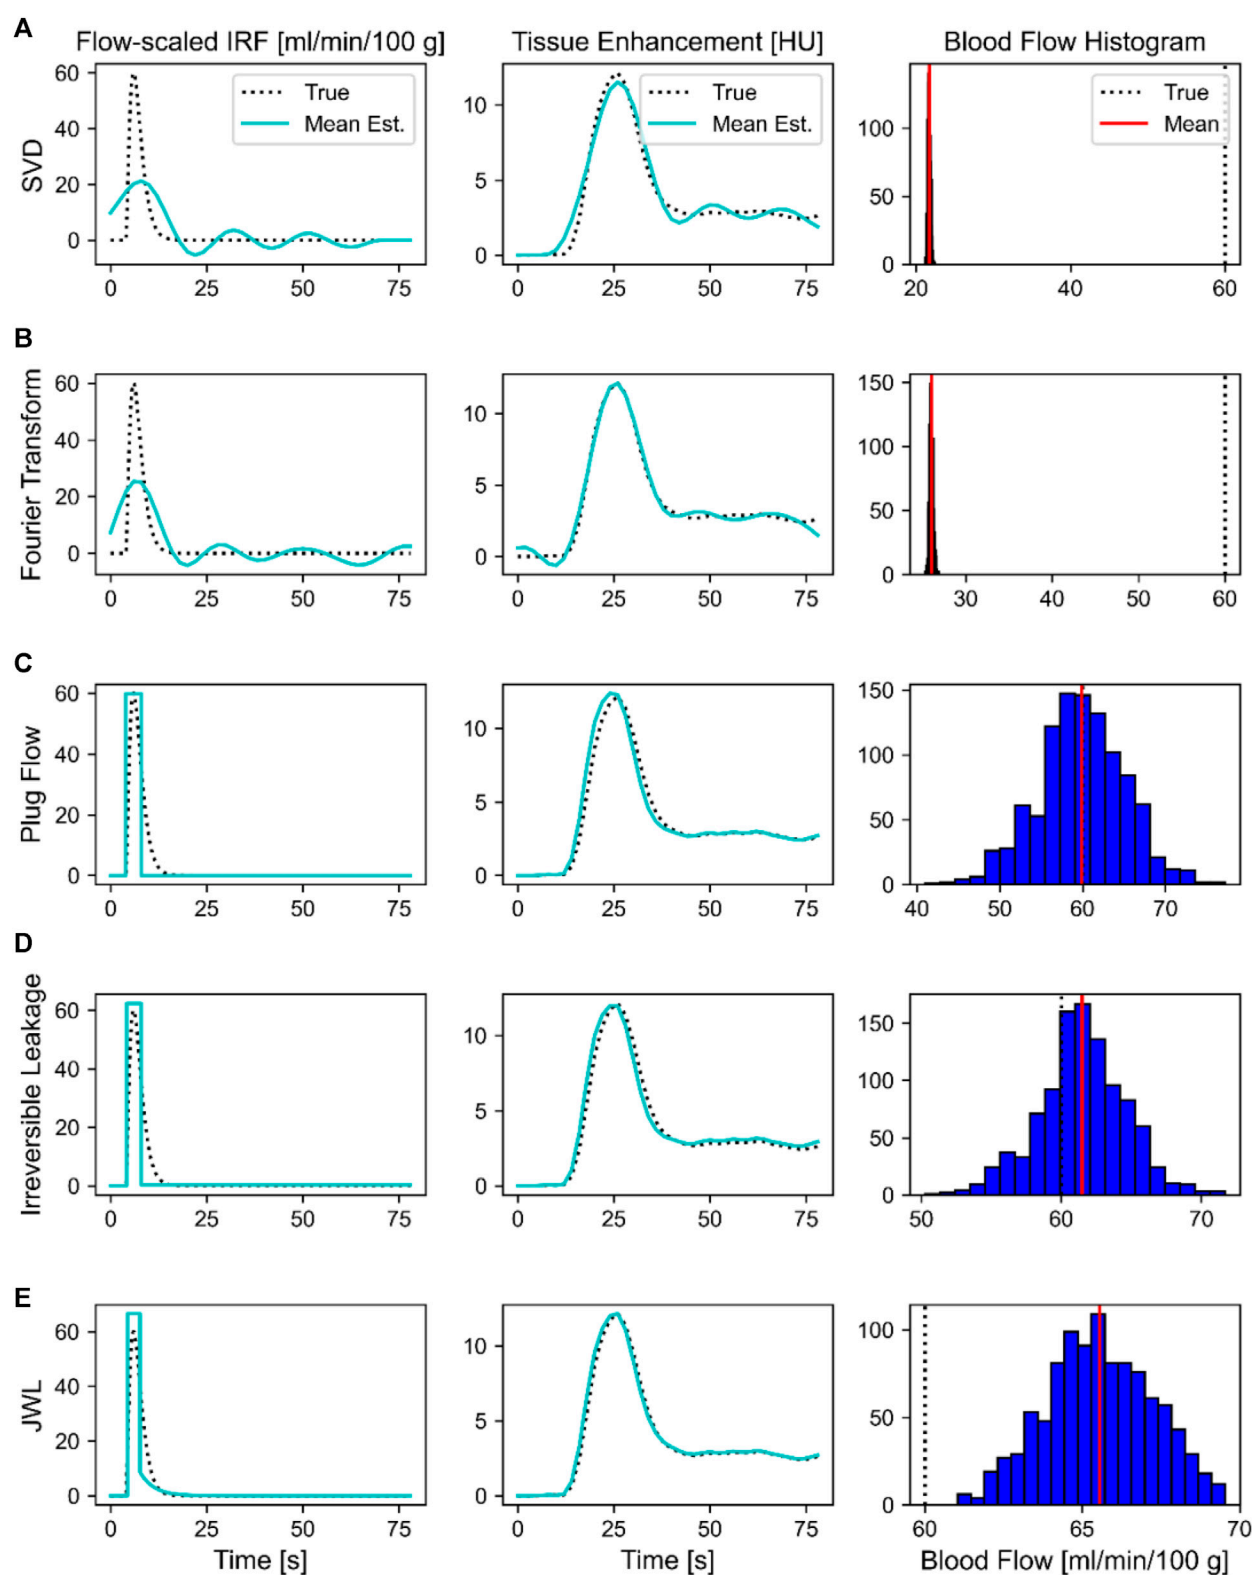 A
Flow-scaled IRF [ml/min/100 g]
Tissue Enhancement [HU]
Blood Flow Histogram
SVD
60
40
20
0
0 25 50 75
True
Mean Est.
10
5
0
0 25 50 75
True
Mean Est.
100
50
0
20 40 60
True
Mean
B
Fourier Transform
60
40
20
0
0 25 50 75
10
5
0
0 25 50 75
150
100
50
0
30 40 50 60
C
Plug Flow
60
40
20
0
0 25 50 75
10
5
0
0 25 50 75
150
100
50
0
40 50 60 70
D
Irreversible Leakage
60
40
20
0
0 25 50 75
10
5
0
0 25 50 75
150
100
50
0
50 60 70
E
JWL
60
40
20
0
0 25 50 75
Time [s]
10
5
0
0 25 50 75
Time [s]
100
50
0
60 65 70
Blood Flow [ml/min/100 g]